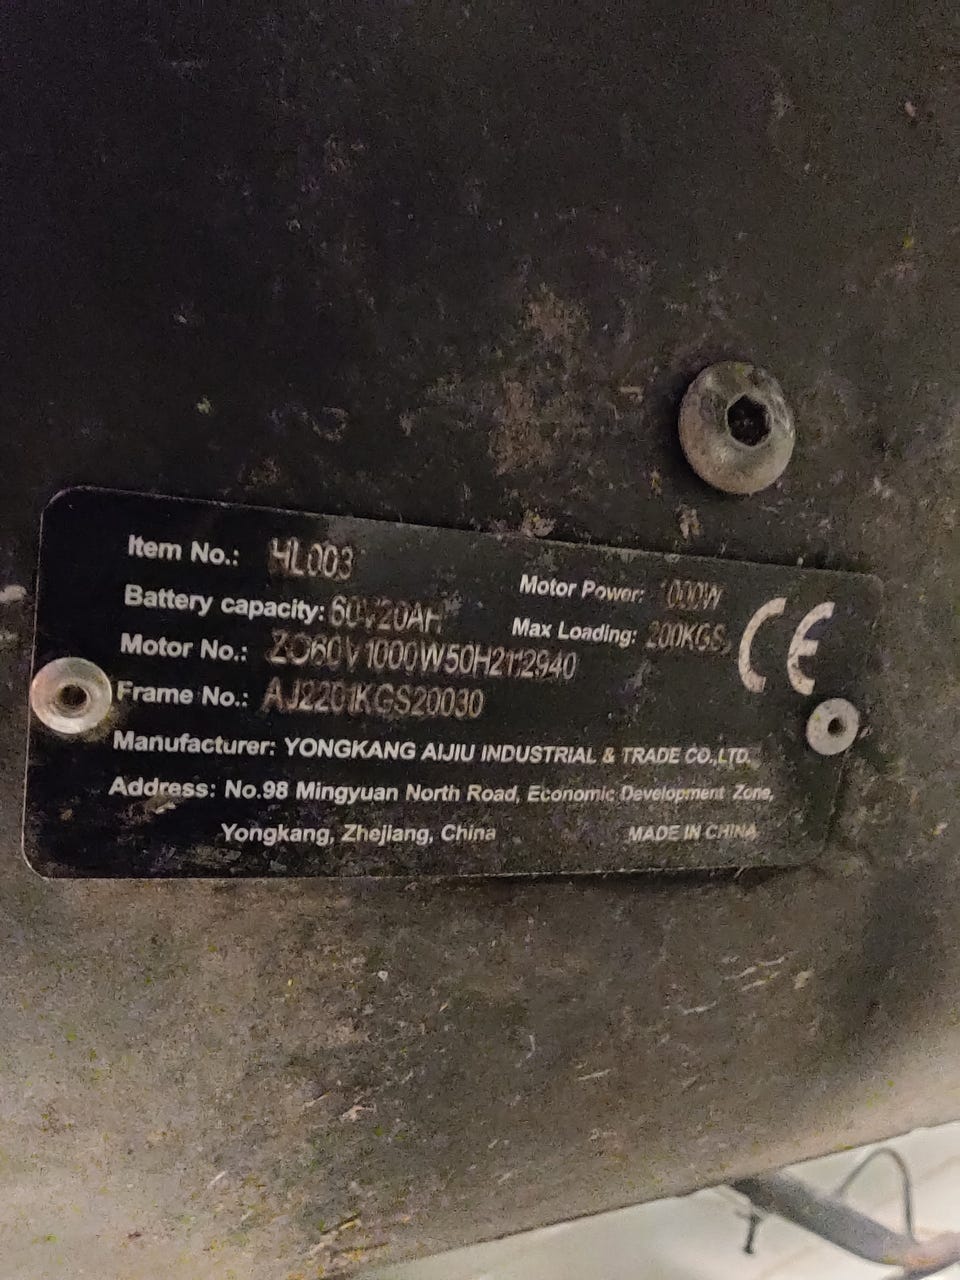 Item No.: HL003
Battery capacity: 60V20AH
Motor Power: 1000W
Max Loading: 200KGS
CE
Motor No.: ZG60V1000W50H2112940
Frame No.: AJ2201KGS20030
Manufacturer: YONGKANG AIJIU INDUSTRIAL & TRADE CO.,LTD.
Address: No.98 Mingyuan North Road, Economic Development Zone,
Yongkang, Zhejiang, China
MADE IN CHINA